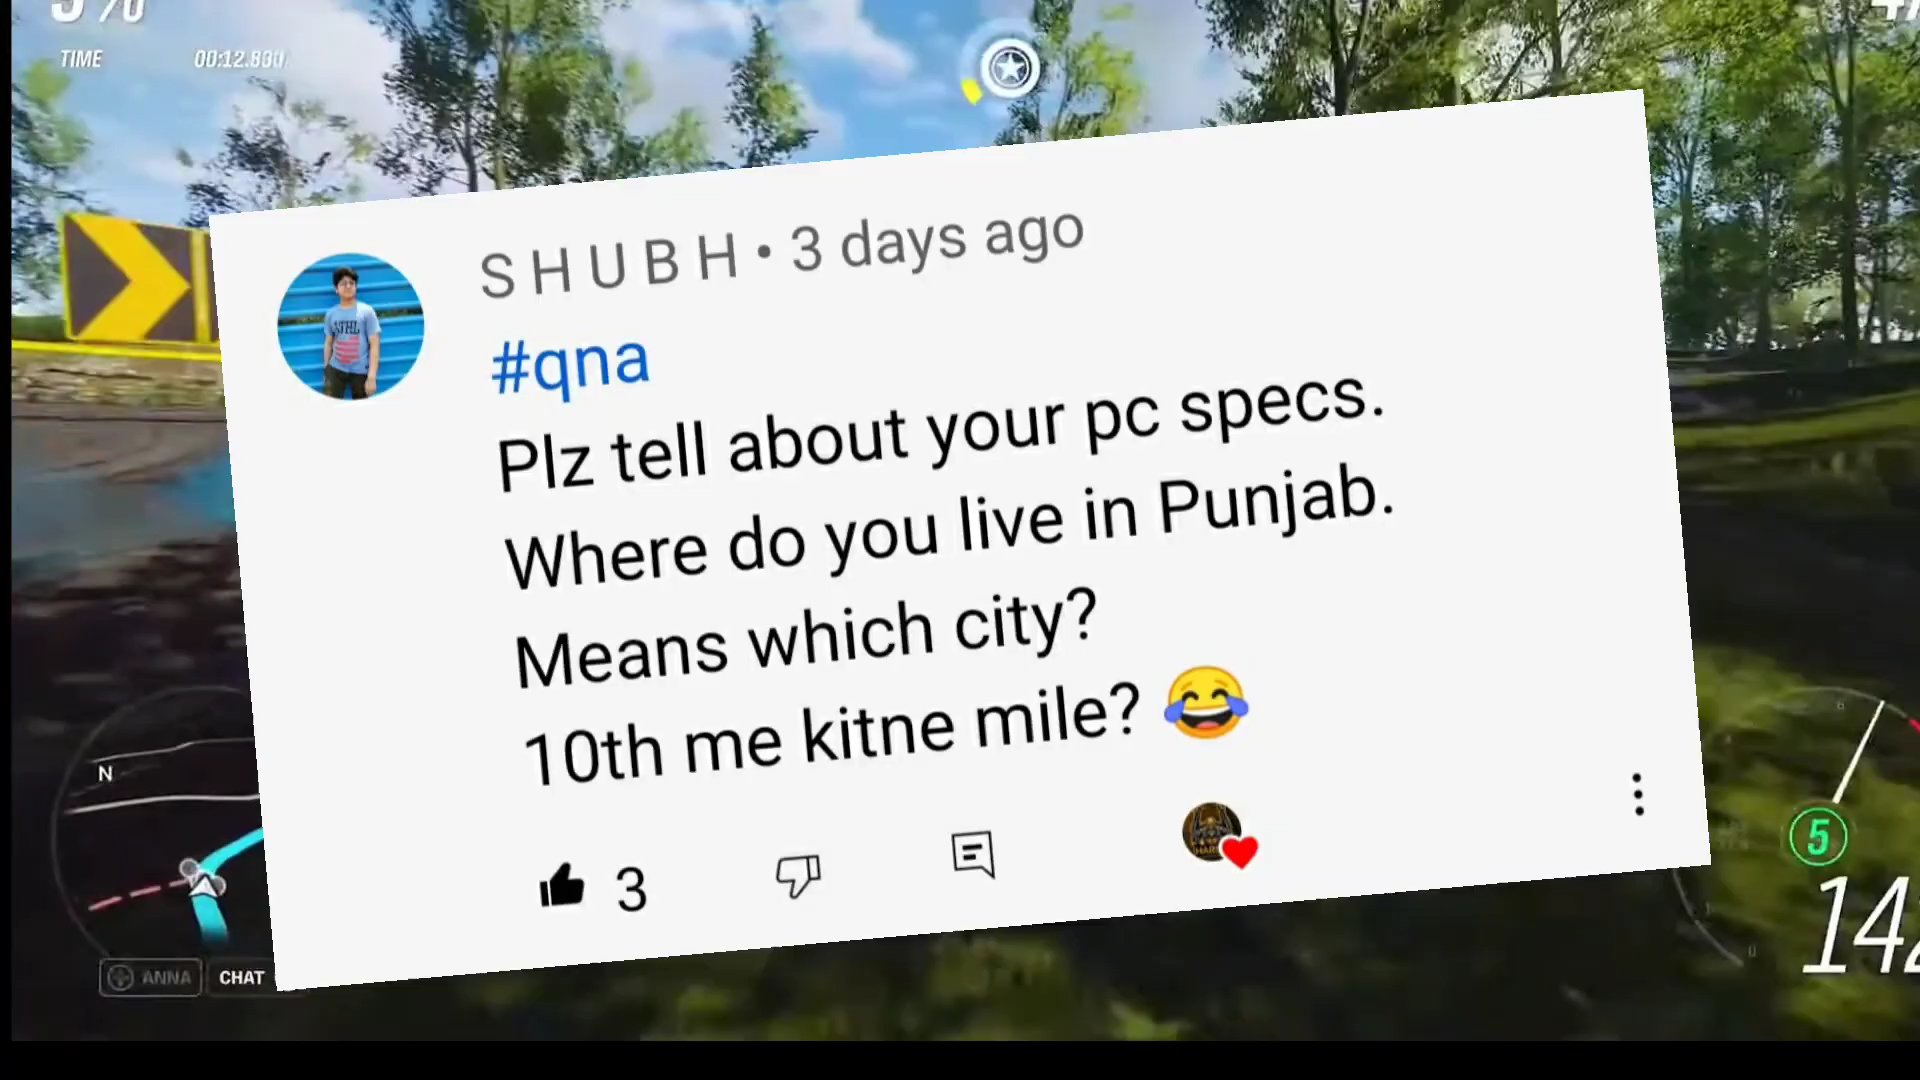 TIME 00:12.880
S H U B H • 3 days ago
#qna
Plz tell about your pc specs.
Where do you live in Punjab.
Means which city?
10th me kitne mile? 😂
3
N
ANNA CHAT
5